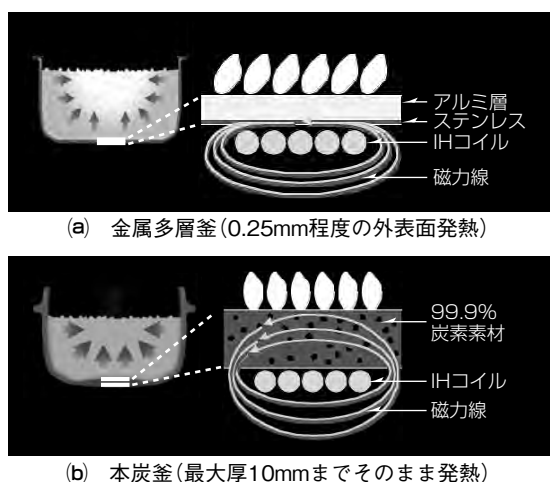 アルミ層
ステンレス
IHコイル
磁力線
(a) 金属多層釜(0.25mm程度の外表面発熱)
99.9%
炭素素材
IHコイル
磁力線
(b) 本炭釜(最大厚10mmまでそのまま発熱)